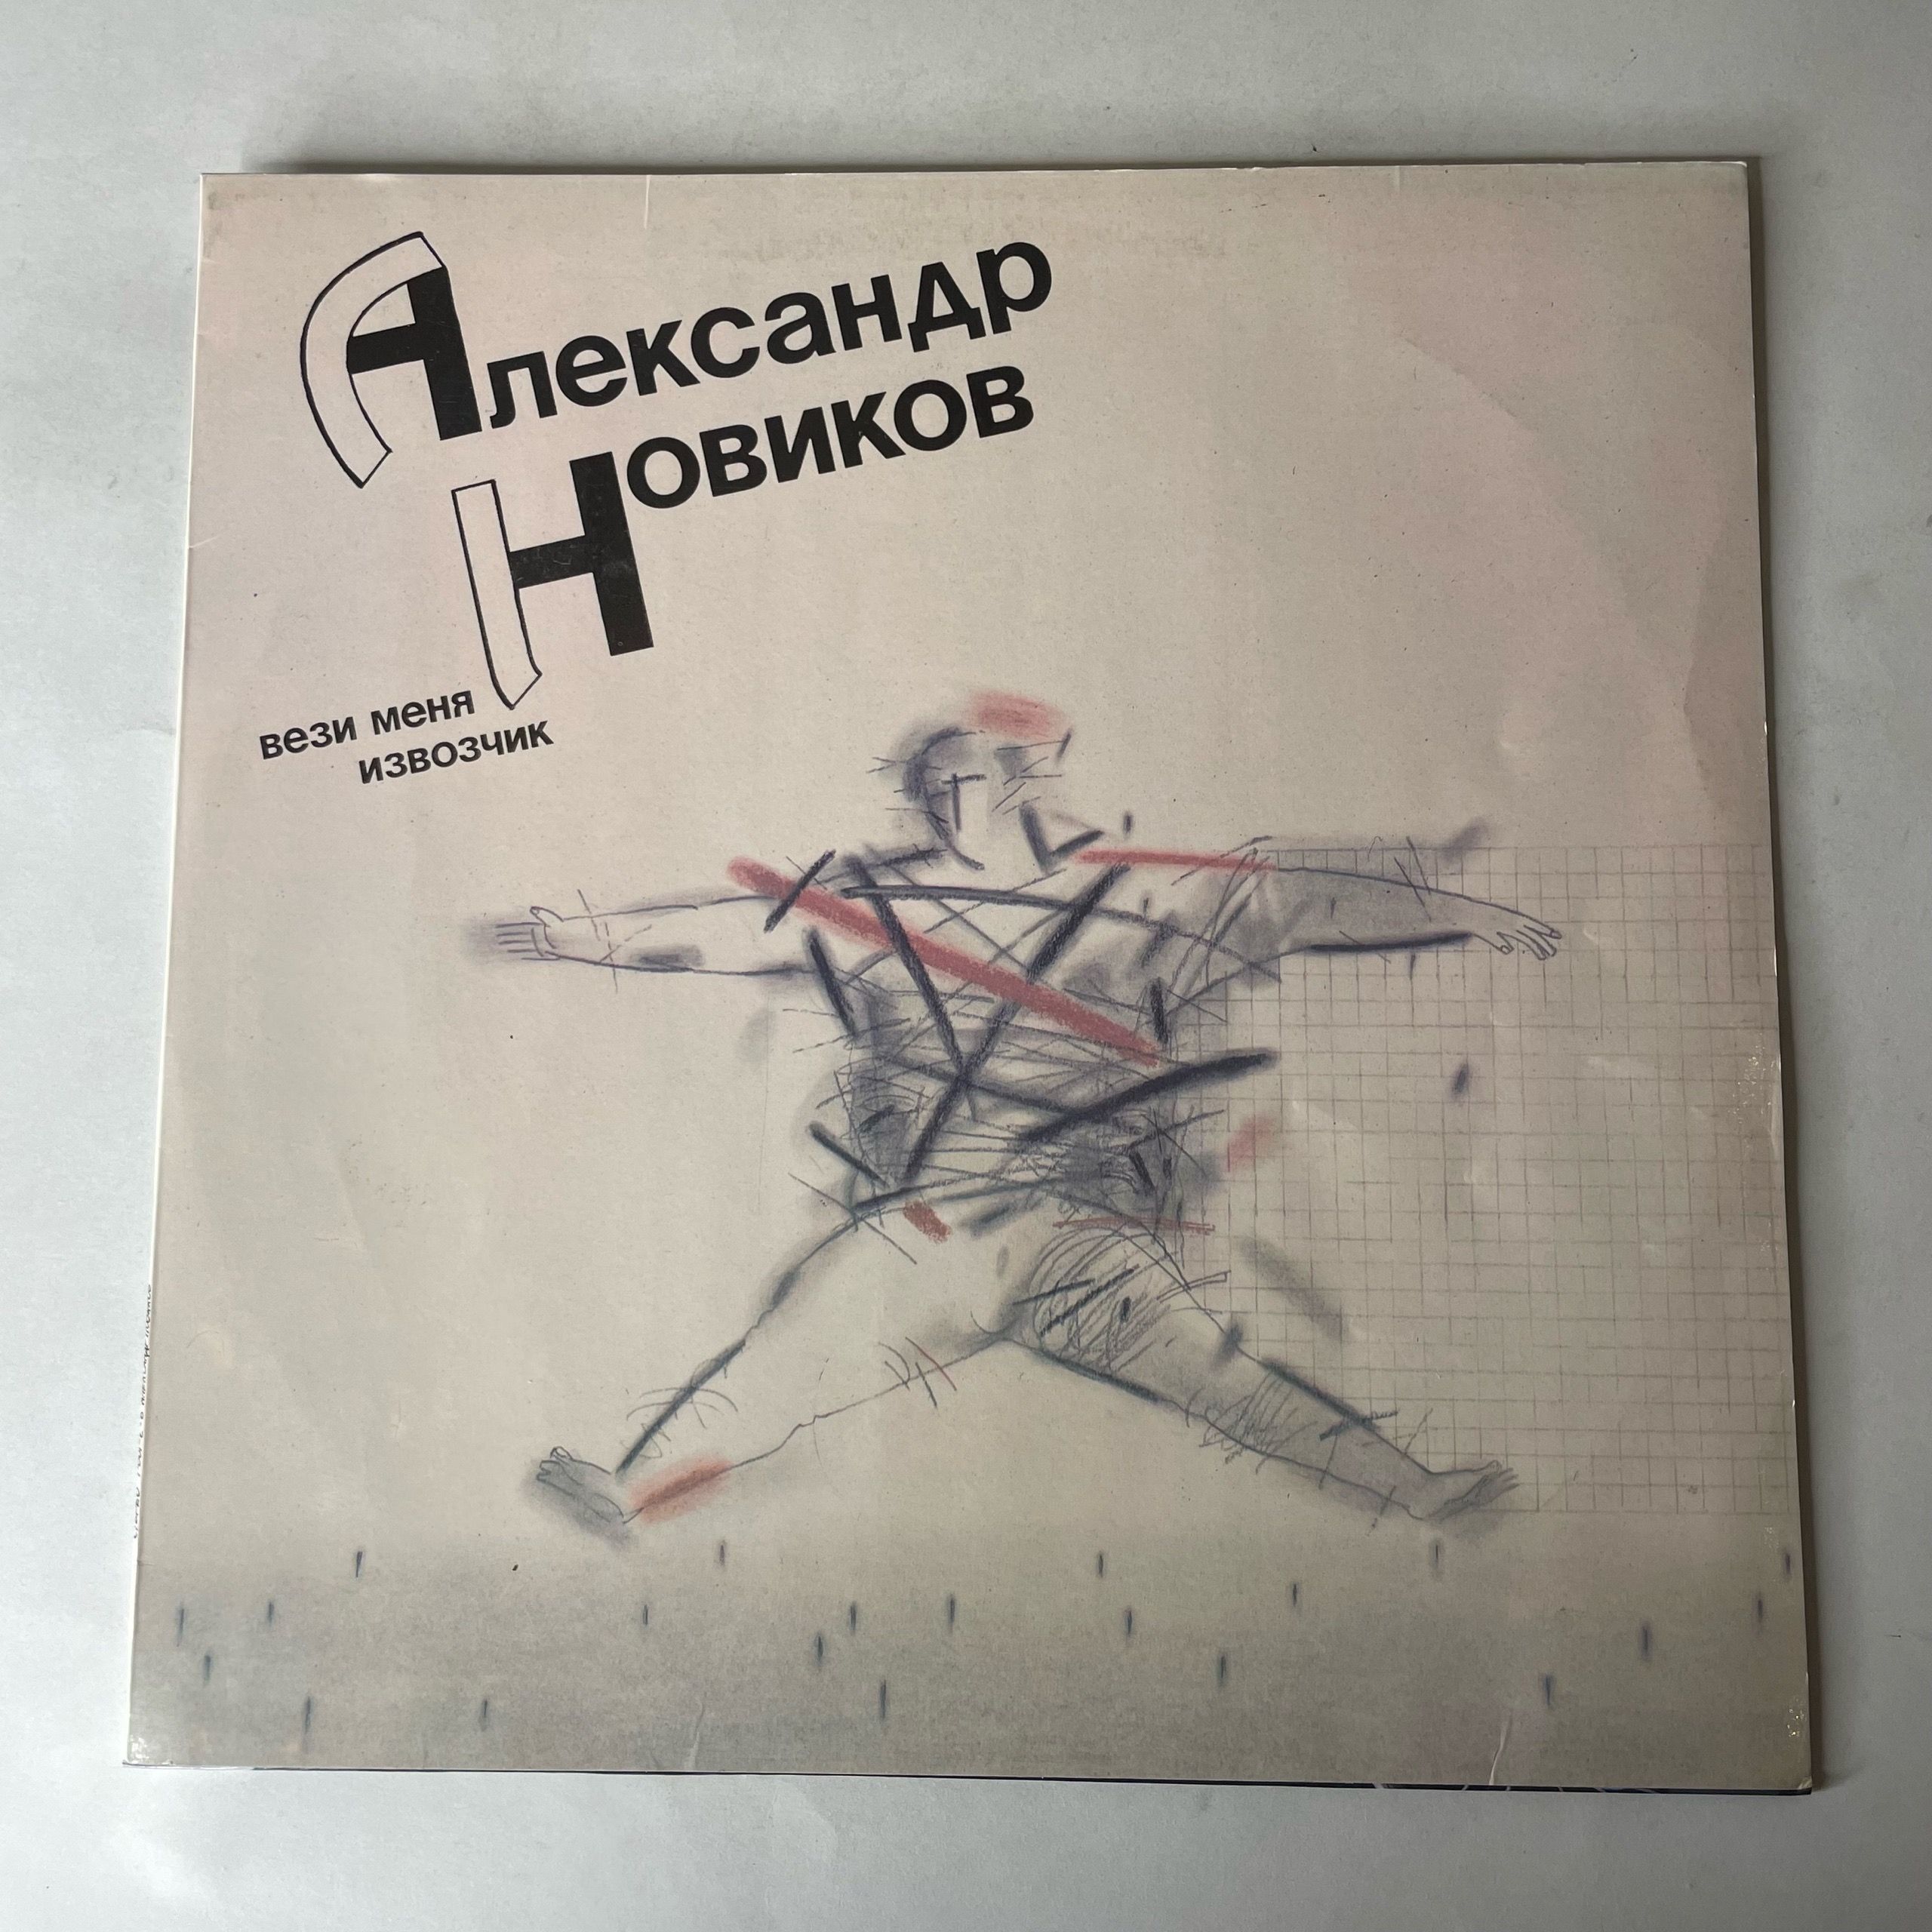 Александр
Новиков
вези меня
извозчик